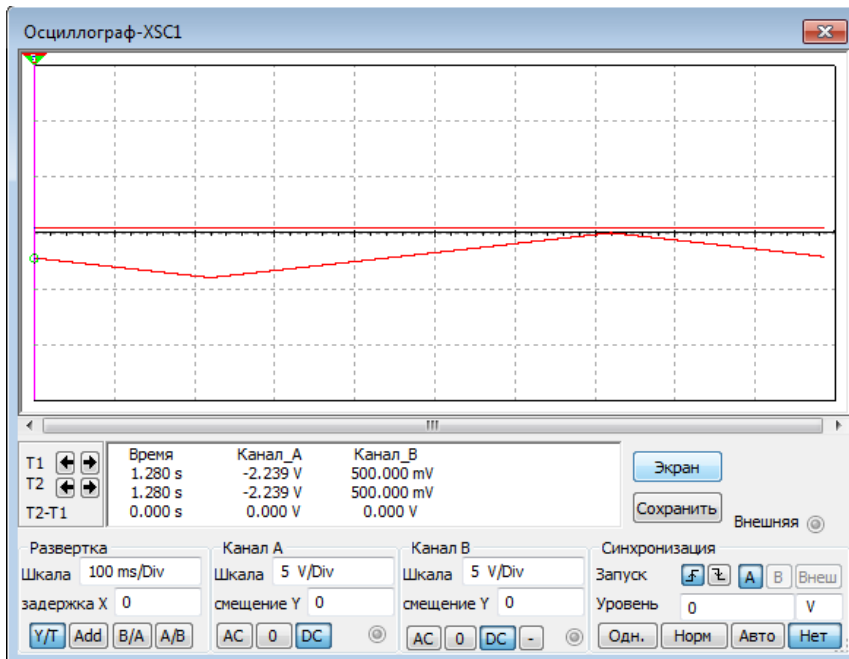 Осциллограф-XSC1
Время Канал_A Канал_B
T1 1.280 s -2.239 V 500.000 mV
T2 1.280 s -2.239 V 500.000 mV
T2-T1 0.000 s 0.000 V 0.000 V
Экран
Сохранить
Внешняя
Развертка
Шкала 100 ms/Div
задержка X 0
Y/T Add B/A A/B
Канал A
Шкала 5 V/Div
смещение Y 0
AC 0 DC
Канал B
Шкала 5 V/Div
смещение Y 0
AC 0 DC -
Синхронизация
Запуск A B Внеш
Уровень 0 V
Одн. Норм Авто Нет